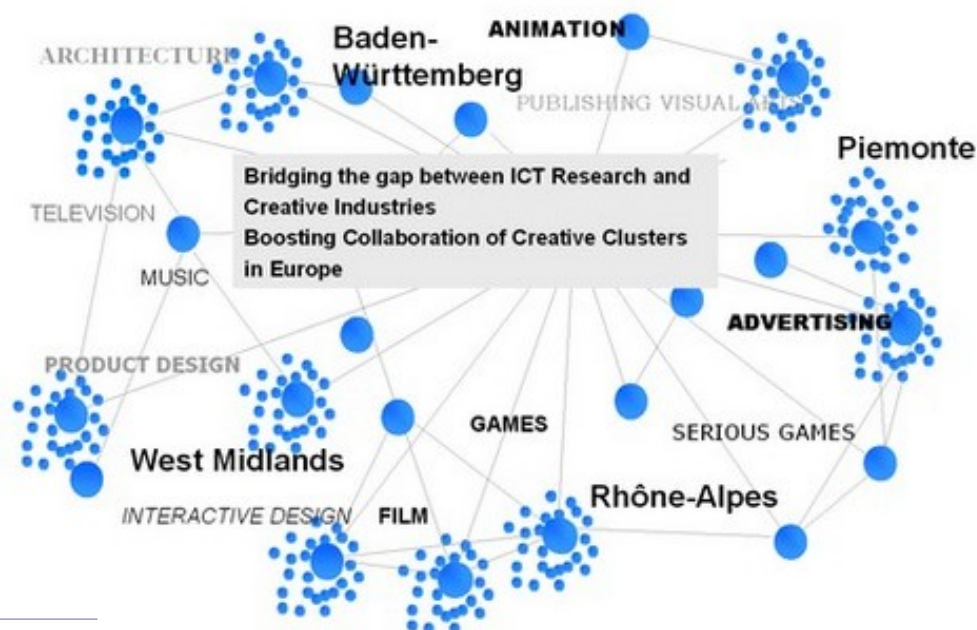 Baden-
Württemberg
ANIMATION
ARCHITECTURE
PUBLISHING VISUAL ARTS
Piemonte
Bridging the gap between ICT Research and
Creative Industries
Boosting Collaboration of Creative Clusters
in Europe
TELEVISION
MUSIC
ADVERTISING
PRODUCT DESIGN
GAMES
SERIOUS GAMES
West Midlands
Rhône-Alpes
INTERACTIVE DESIGN
FILM